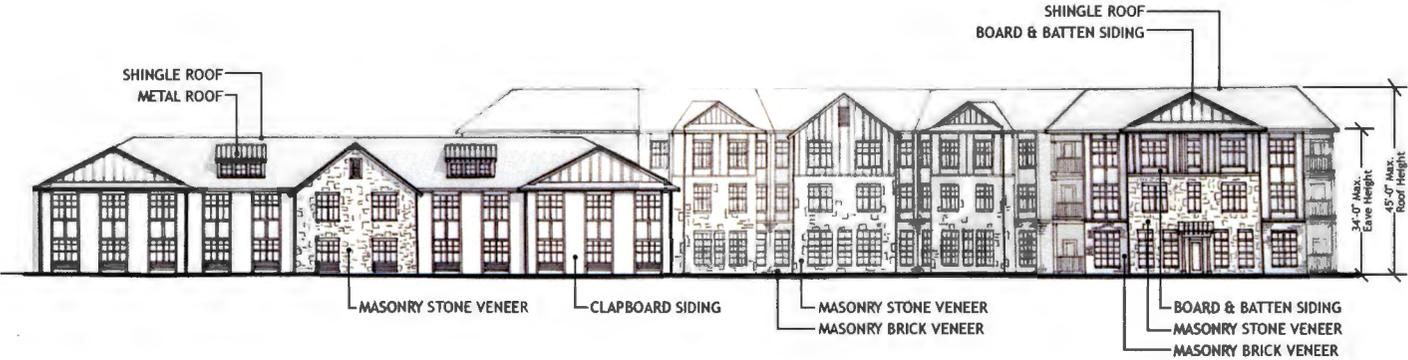 SHINGLE ROOF
BOARD & BATTEN SIDING
SHINGLE ROOF
METAL ROOF
34'-0" Max.
Eave Height
45'-0" Max.
Roof Height
MASONRY STONE VENEER
CLAPBOARD SIDING
MASONRY STONE VENEER
MASONRY BRICK VENEER
BOARD & BATTEN SIDING
MASONRY STONE VENEER
MASONRY BRICK VENEER